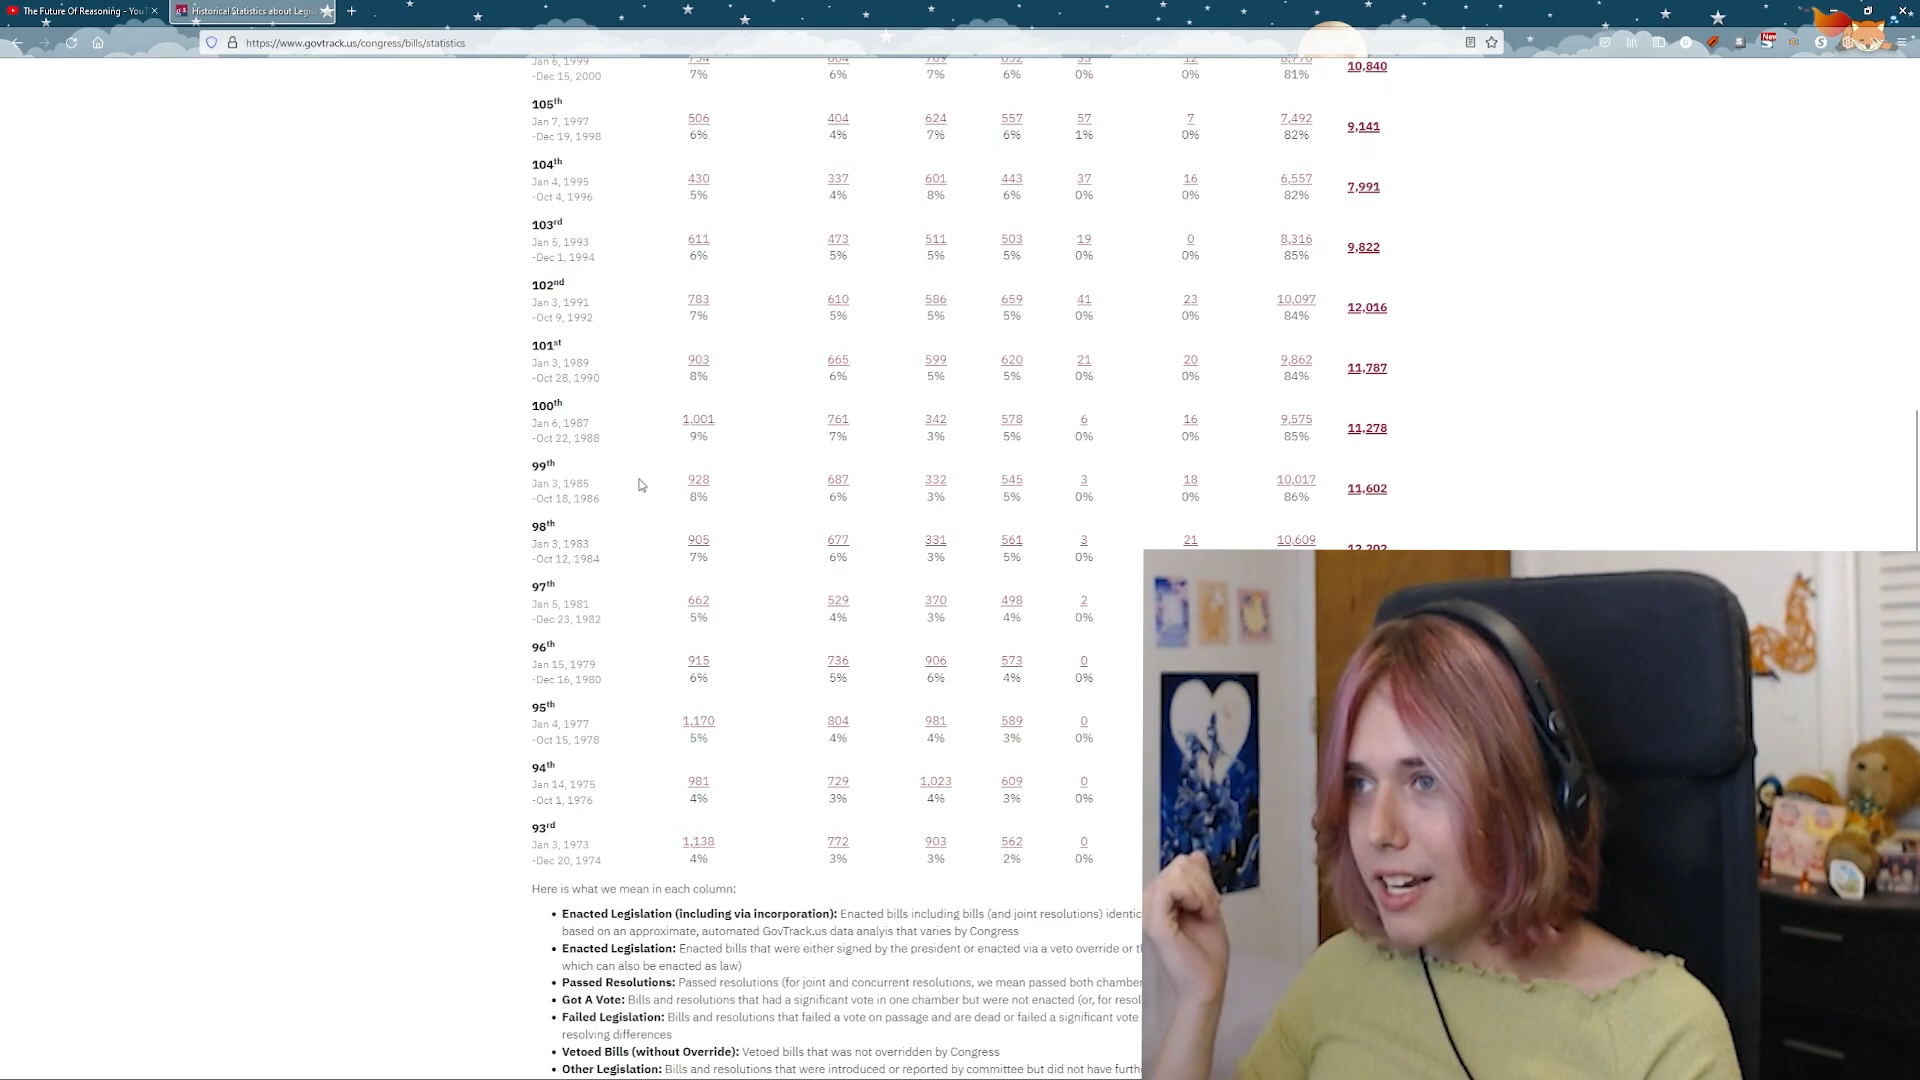 The Future Of Reasoning - YouT
Historical Statistics about Legis
https://www.govtrack.us/congress/bills/statistics
New
Jan 6, 1999
-Dec 15, 2000 7% 6% 7% 6% 0% 0% 81% 10,840
105th
Jan 7, 1997 506 404 624 557 57 7 7,492 9,141
-Dec 19, 1998 6% 4% 7% 6% 1% 0% 82%
104th
Jan 4, 1995 430 337 601 443 37 16 6,557 7,991
-Oct 4, 1996 5% 4% 8% 6% 0% 0% 82%
103rd
Jan 5, 1993 611 473 511 503 19 0 8,316 9,822
-Dec 1, 1994 6% 5% 5% 5% 0% 0% 85%
102nd
Jan 3, 1991 783 610 586 659 41 23 10,097 12,016
-Oct 9, 1992 7% 5% 5% 5% 0% 0% 84%
101st
Jan 3, 1989 903 665 599 620 21 20 9,862 11,787
-Oct 28, 1990 8% 6% 5% 5% 0% 0% 84%
100th
Jan 6, 1987 1,001 761 342 578 6 16 9,575 11,278
-Oct 22, 1988 9% 7% 3% 5% 0% 0% 85%
99th
Jan 3, 1985 928 687 332 545 3 18 10,017 11,602
-Oct 18, 1986 8% 6% 3% 5% 0% 0% 86%
98th
Jan 3, 1983 905 677 331 561 3 21 10,609 12,202
-Oct 12, 1984 7% 6% 3% 5% 0%
97th
Jan 5, 1981 662 529 370 498 2
-Dec 23, 1982 5% 4% 3% 4% 0%
96th
Jan 15, 1979 915 736 906 573 0
-Dec 16, 1980 6% 5% 6% 4% 0%
95th
Jan 4, 1977 1,170 804 981 589 0
-Oct 15, 1978 5% 4% 4% 3% 0%
94th
Jan 14, 1975 981 729 1,023 609 0
-Oct 1, 1976 4% 3% 4% 3% 0%
93rd
Jan 3, 1973 1,138 772 903 562 0
-Dec 20, 1974 4% 3% 3% 2% 0%
Here is what we mean in each column:
• Enacted Legislation (including via incorporation): Enacted bills including bills (and joint resolutions) identic
based on an approximate, automated GovTrack.us data analyis that varies by Congress
• Enacted Legislation: Enacted bills that were either signed by the president or enacted via a veto override or th
which can also be enacted as law)
• Passed Resolutions: Passed resolutions (for joint and concurrent resolutions, we mean passed both chamber
• Got A Vote: Bills and resolutions that had a significant vote in one chamber but were not enacted (or, for resol
• Failed Legislation: Bills and resolutions that failed a vote on passage and are dead or failed a significant vote
resolving differences
• Vetoed Bills (without Override): Vetoed bills that was not overridden by Congress
• Other Legislation: Bills and resolutions that were introduced or reported by committee but did not have furth